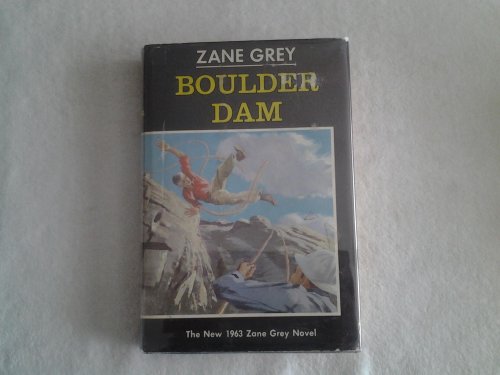 ZANE GREY
BOULDER
DAM
The New 1963 Zane Grey Novel